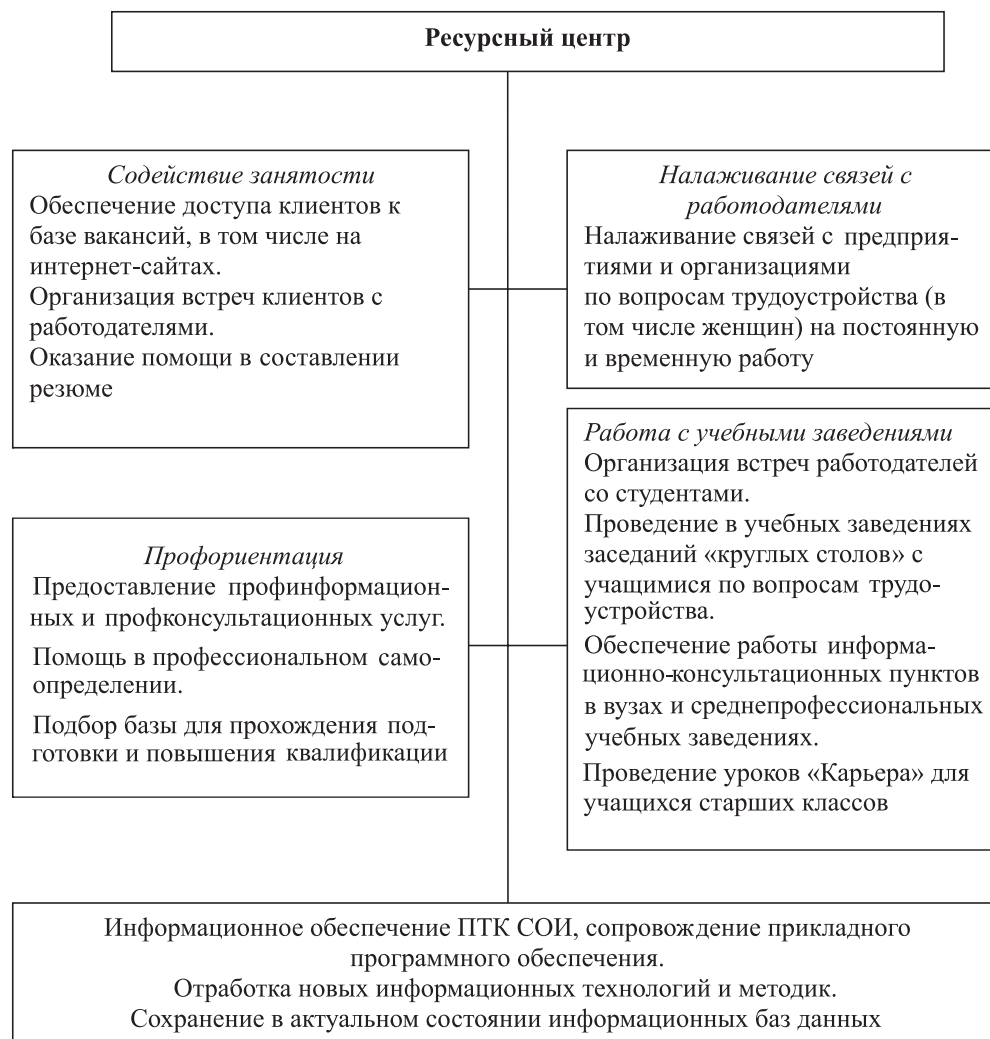 Ресурсный центр
Содействие занятости
Обеспечение доступа клиентов к
базе вакансий, в том числе на
интернет-сайтах.
Организация встреч клиентов с
работодателями.
Оказание помощи в составлении
резюме
Налаживание связей с
работодателями
Налаживание связей с предприя-
тиями и организациями
по вопросам трудоустройства (в
том числе женщин) на постоянную
и временную работу
Профориентация
Предоставление профинформацион-
ных и профконсультационных услуг.
Помощь в профессиональном само-
определении.
Подбор базы для прохождения под-
готовки и повышения квалификации
Работа с учебными заведениями
Организация встреч работодателей
со студентами.
Проведение в учебных заведениях
заседаний «круглых столов» с
учащимися по вопросам трудо-
устройства.
Обеспечение работы информа-
ционно-консультационных пунктов
в вузах и среднепрофессиональных
учебных заведениях.
Проведение уроков «Карьера» для
учащихся старших классов
Информационное обеспечение ПТК СОИ, сопровождение прикладного
программного обеспечения.
Отработка новых информационных технологий и методик.
Сохранение в актуальном состоянии информационных баз данных